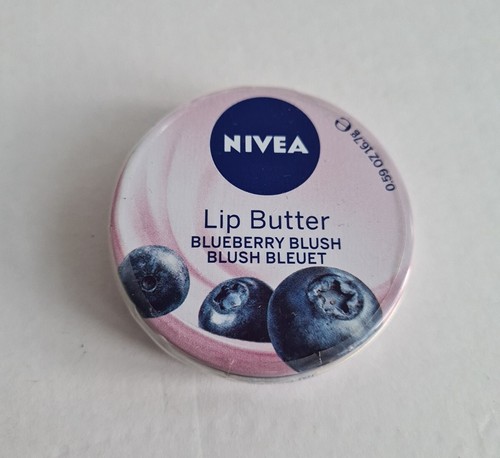 NIVEA
Lip Butter
BLUEBERRY BLUSH
BLUSH BLEUET
0.59 OZ 16.7g ℮